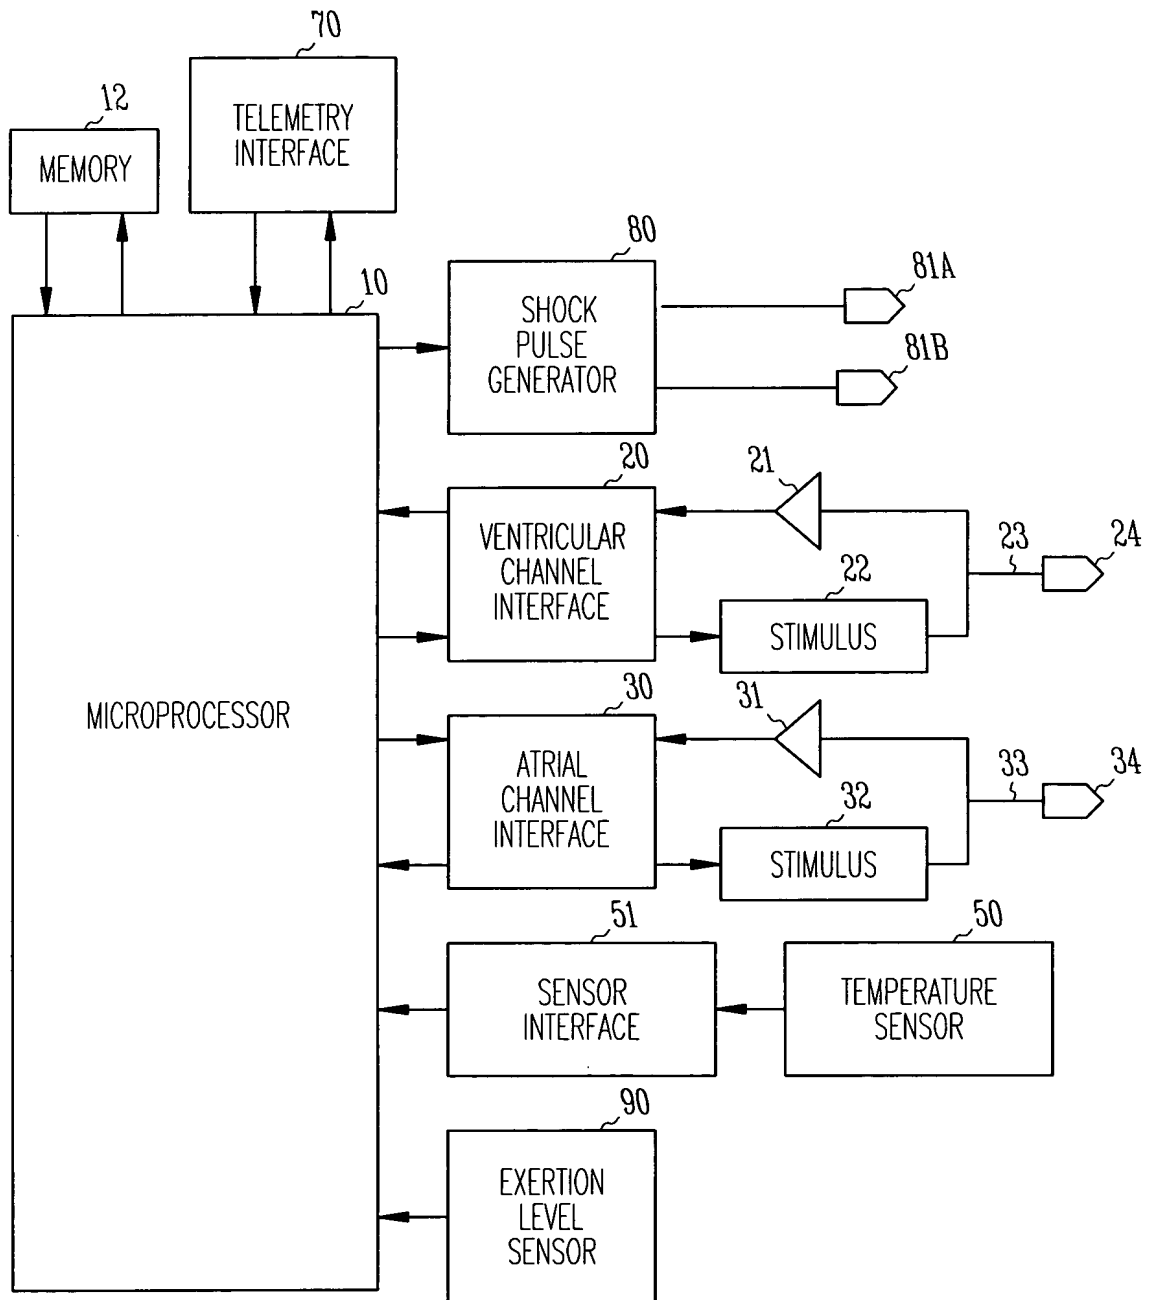 70
12
TELEMETRY
INTERFACE
MEMORY
80
10
81A
SHOCK
PULSE
GENERATOR
81B
20
21
VENTRICULAR
CHANNEL
INTERFACE
23
24
22
STIMULUS
MICROPROCESSOR
30
31
ATRIAL
CHANNEL
INTERFACE
33
34
32
STIMULUS
51
50
SENSOR
INTERFACE
TEMPERATURE
SENSOR
90
EXERTION
LEVEL
SENSOR